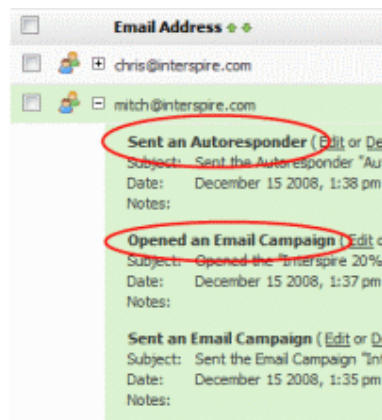 Email Address
chris@interspire.com
mitch@interspire.com
Sent an Autoresponder ( Edit or De
Subject: Sent the Autoresponder "Au
Date: December 15 2008, 1:38 pm
Notes:
Opened an Email Campaign ( Edit o
Subject: Opened the "Interspire 20%
Date: December 15 2008, 1:37 pm
Notes:
Sent an Email Campaign ( Edit or D
Subject: Sent the Email Campaign "Int
Date: December 15 2008, 1:35 pm
Notes: